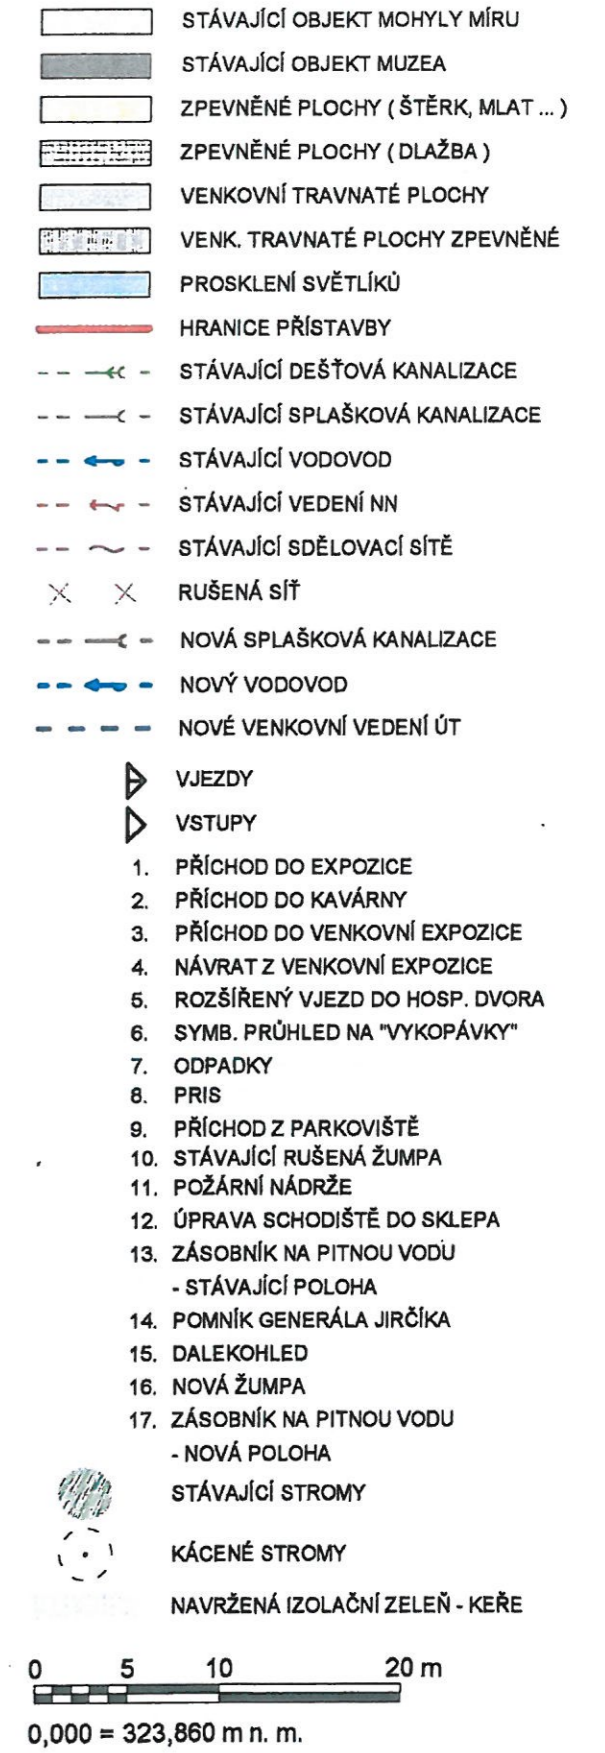 STÁVAJÍCÍ OBJEKT MOHYLY MÍRU
STÁVAJÍCÍ OBJEKT MUZEA
ZPEVNĚNÉ PLOCHY ( ŠTĚRK, MLAT ... )
ZPEVNĚNÉ PLOCHY ( DLAŽBA )
VENKOVNÍ TRAVNATÉ PLOCHY
VENK. TRAVNATÉ PLOCHY ZPEVNĚNÉ
PROSKLENÍ SVĚTLÍKŮ
HRANICE PŘÍSTAVBY
STÁVAJÍCÍ DEŠŤOVÁ KANALIZACE
STÁVAJÍCÍ SPLAŠKOVÁ KANALIZACE
STÁVAJÍCÍ VODOVOD
STÁVAJÍCÍ VEDENÍ NN
STÁVAJÍCÍ SDĚLOVACÍ SÍTĚ
RUŠENÁ SÍŤ
NOVÁ SPLAŠKOVÁ KANALIZACE
NOVÝ VODOVOD
NOVÉ VENKOVNÍ VEDENÍ ÚT
VJEZDY
VSTUPY
1. PŘÍCHOD DO EXPOZICE
2. PŘÍCHOD DO KAVÁRNY
3. PŘÍCHOD DO VENKOVNÍ EXPOZICE
4. NÁVRAT Z VENKOVNÍ EXPOZICE
5. ROZŠÍŘENÝ VJEZD DO HOSP. DVORA
6. SYMB. PRŮHLED NA "VYKOPÁVKY"
7. ODPADKY
8. PRIS
9. PŘÍCHOD Z PARKOVIŠTĚ
10. STÁVAJÍCÍ RUŠENÁ ŽUMPA
11. POŽÁRNÍ NÁDRŽE
12. ÚPRAVA SCHODIŠTĚ DO SKLEPA
13. ZÁSOBNÍK NA PITNOU VODU
- STÁVAJÍCÍ POLOHA
14. POMNÍK GENERÁLA JIRČÍKA
15. DALEKOHLED
16. NOVÁ ŽUMPA
17. ZÁSOBNÍK NA PITNOU VODU
- NOVÁ POLOHA
STÁVAJÍCÍ STROMY
KÁCENÉ STROMY
NAVRŽENÁ IZOLAČNÍ ZELEŇ - KEŘE
0 5 10 20 m
0,000 = 323,860 m n. m.